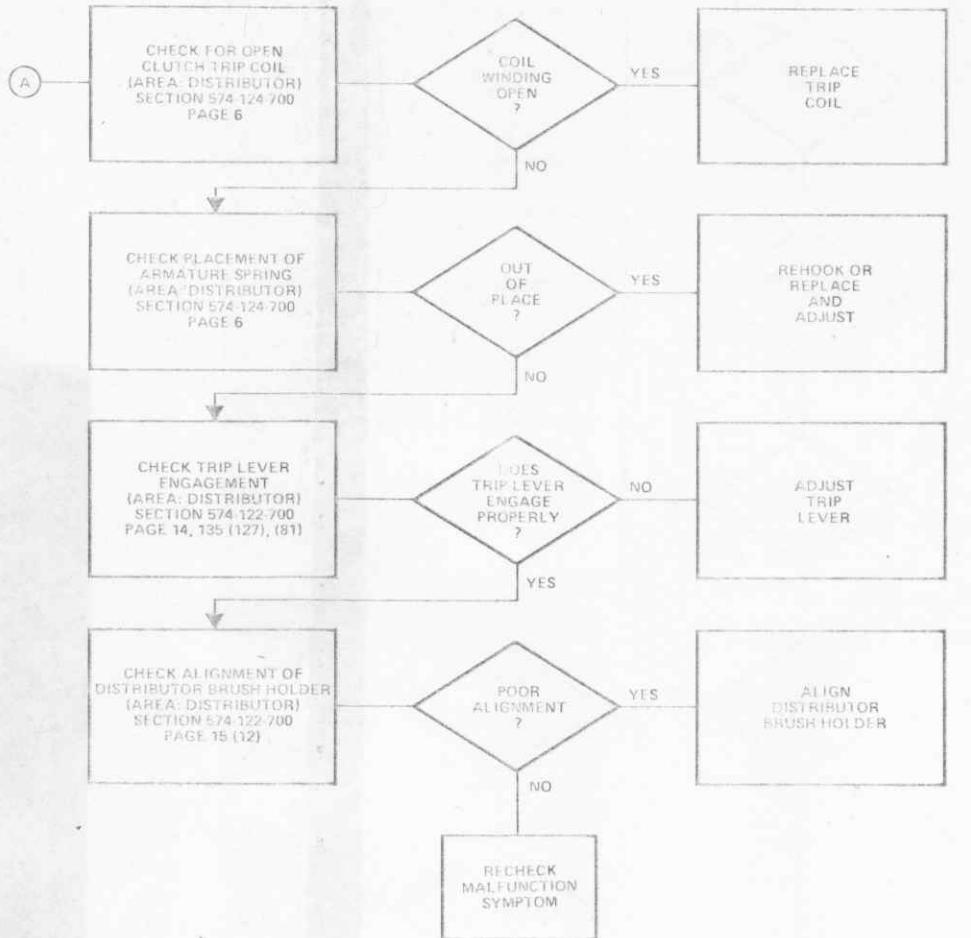 A
CHECK FOR OPEN
CLUTCH TRIP COIL
(AREA: DISTRIBUTOR)
SECTION 574-124-700
PAGE 6
COIL
WINDING
OPEN
?
YES
REPLACE
TRIP
COIL
NO
CHECK PLACEMENT OF
ARMATURE SPRING
(AREA: DISTRIBUTOR)
SECTION 574-124-700
PAGE 6
OUT
OF
PLACE
?
YES
REHOOK OR
REPLACE
AND
ADJUST
NO
CHECK TRIP LEVER
ENGAGEMENT
(AREA: DISTRIBUTOR)
SECTION 574-122-700
PAGE 14, 135 (127), (81)
DOES
TRIP LEVER
ENGAGE
PROPERLY
?
NO
ADJUST
TRIP
LEVER
YES
CHECK ALIGNMENT OF
DISTRIBUTOR BRUSH HOLDER
(AREA: DISTRIBUTOR)
SECTION 574-122-700
PAGE 15 (12)
POOR
ALIGNMENT
?
YES
ALIGN
DISTRIBUTOR
BRUSH HOLDER
NO
RECHECK
MALFUNCTION
SYMPTOM